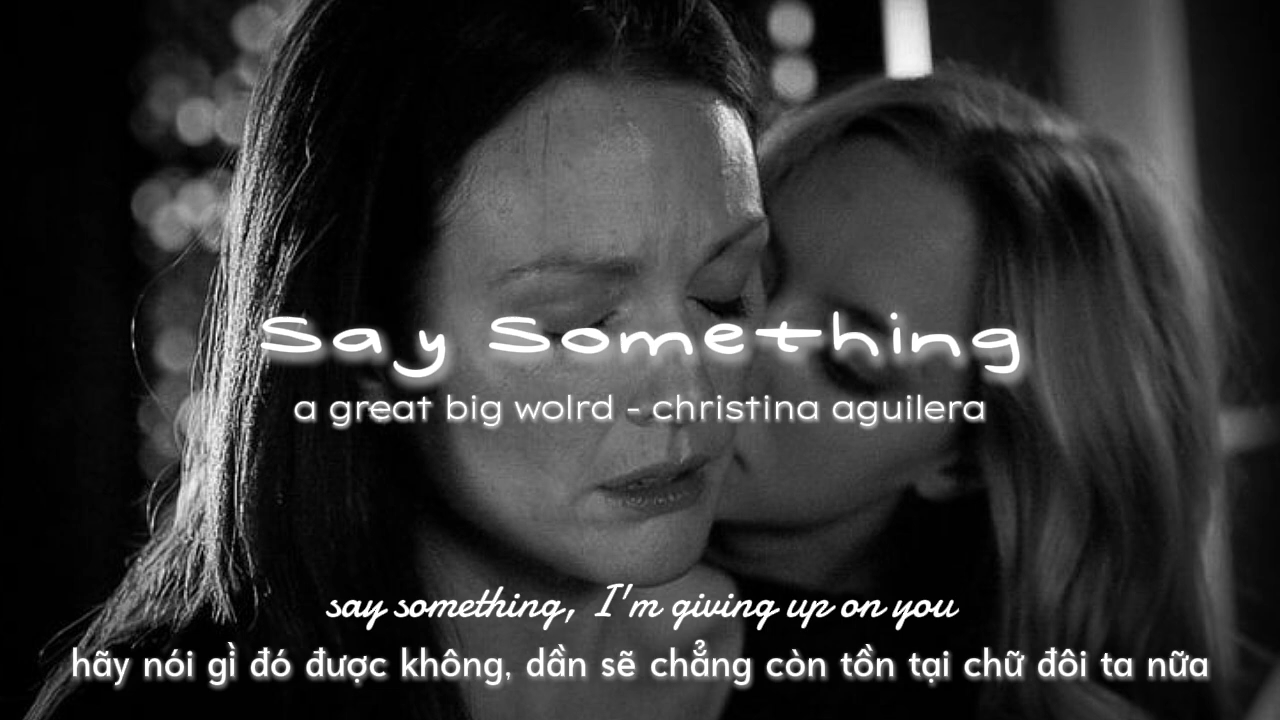 Say Something
a great big wolrd - christina aguilera
say something, I'm giving up on you
hãy nói gì đó được không, dần sẽ chẳng còn tồn tại chữ đôi ta nữa